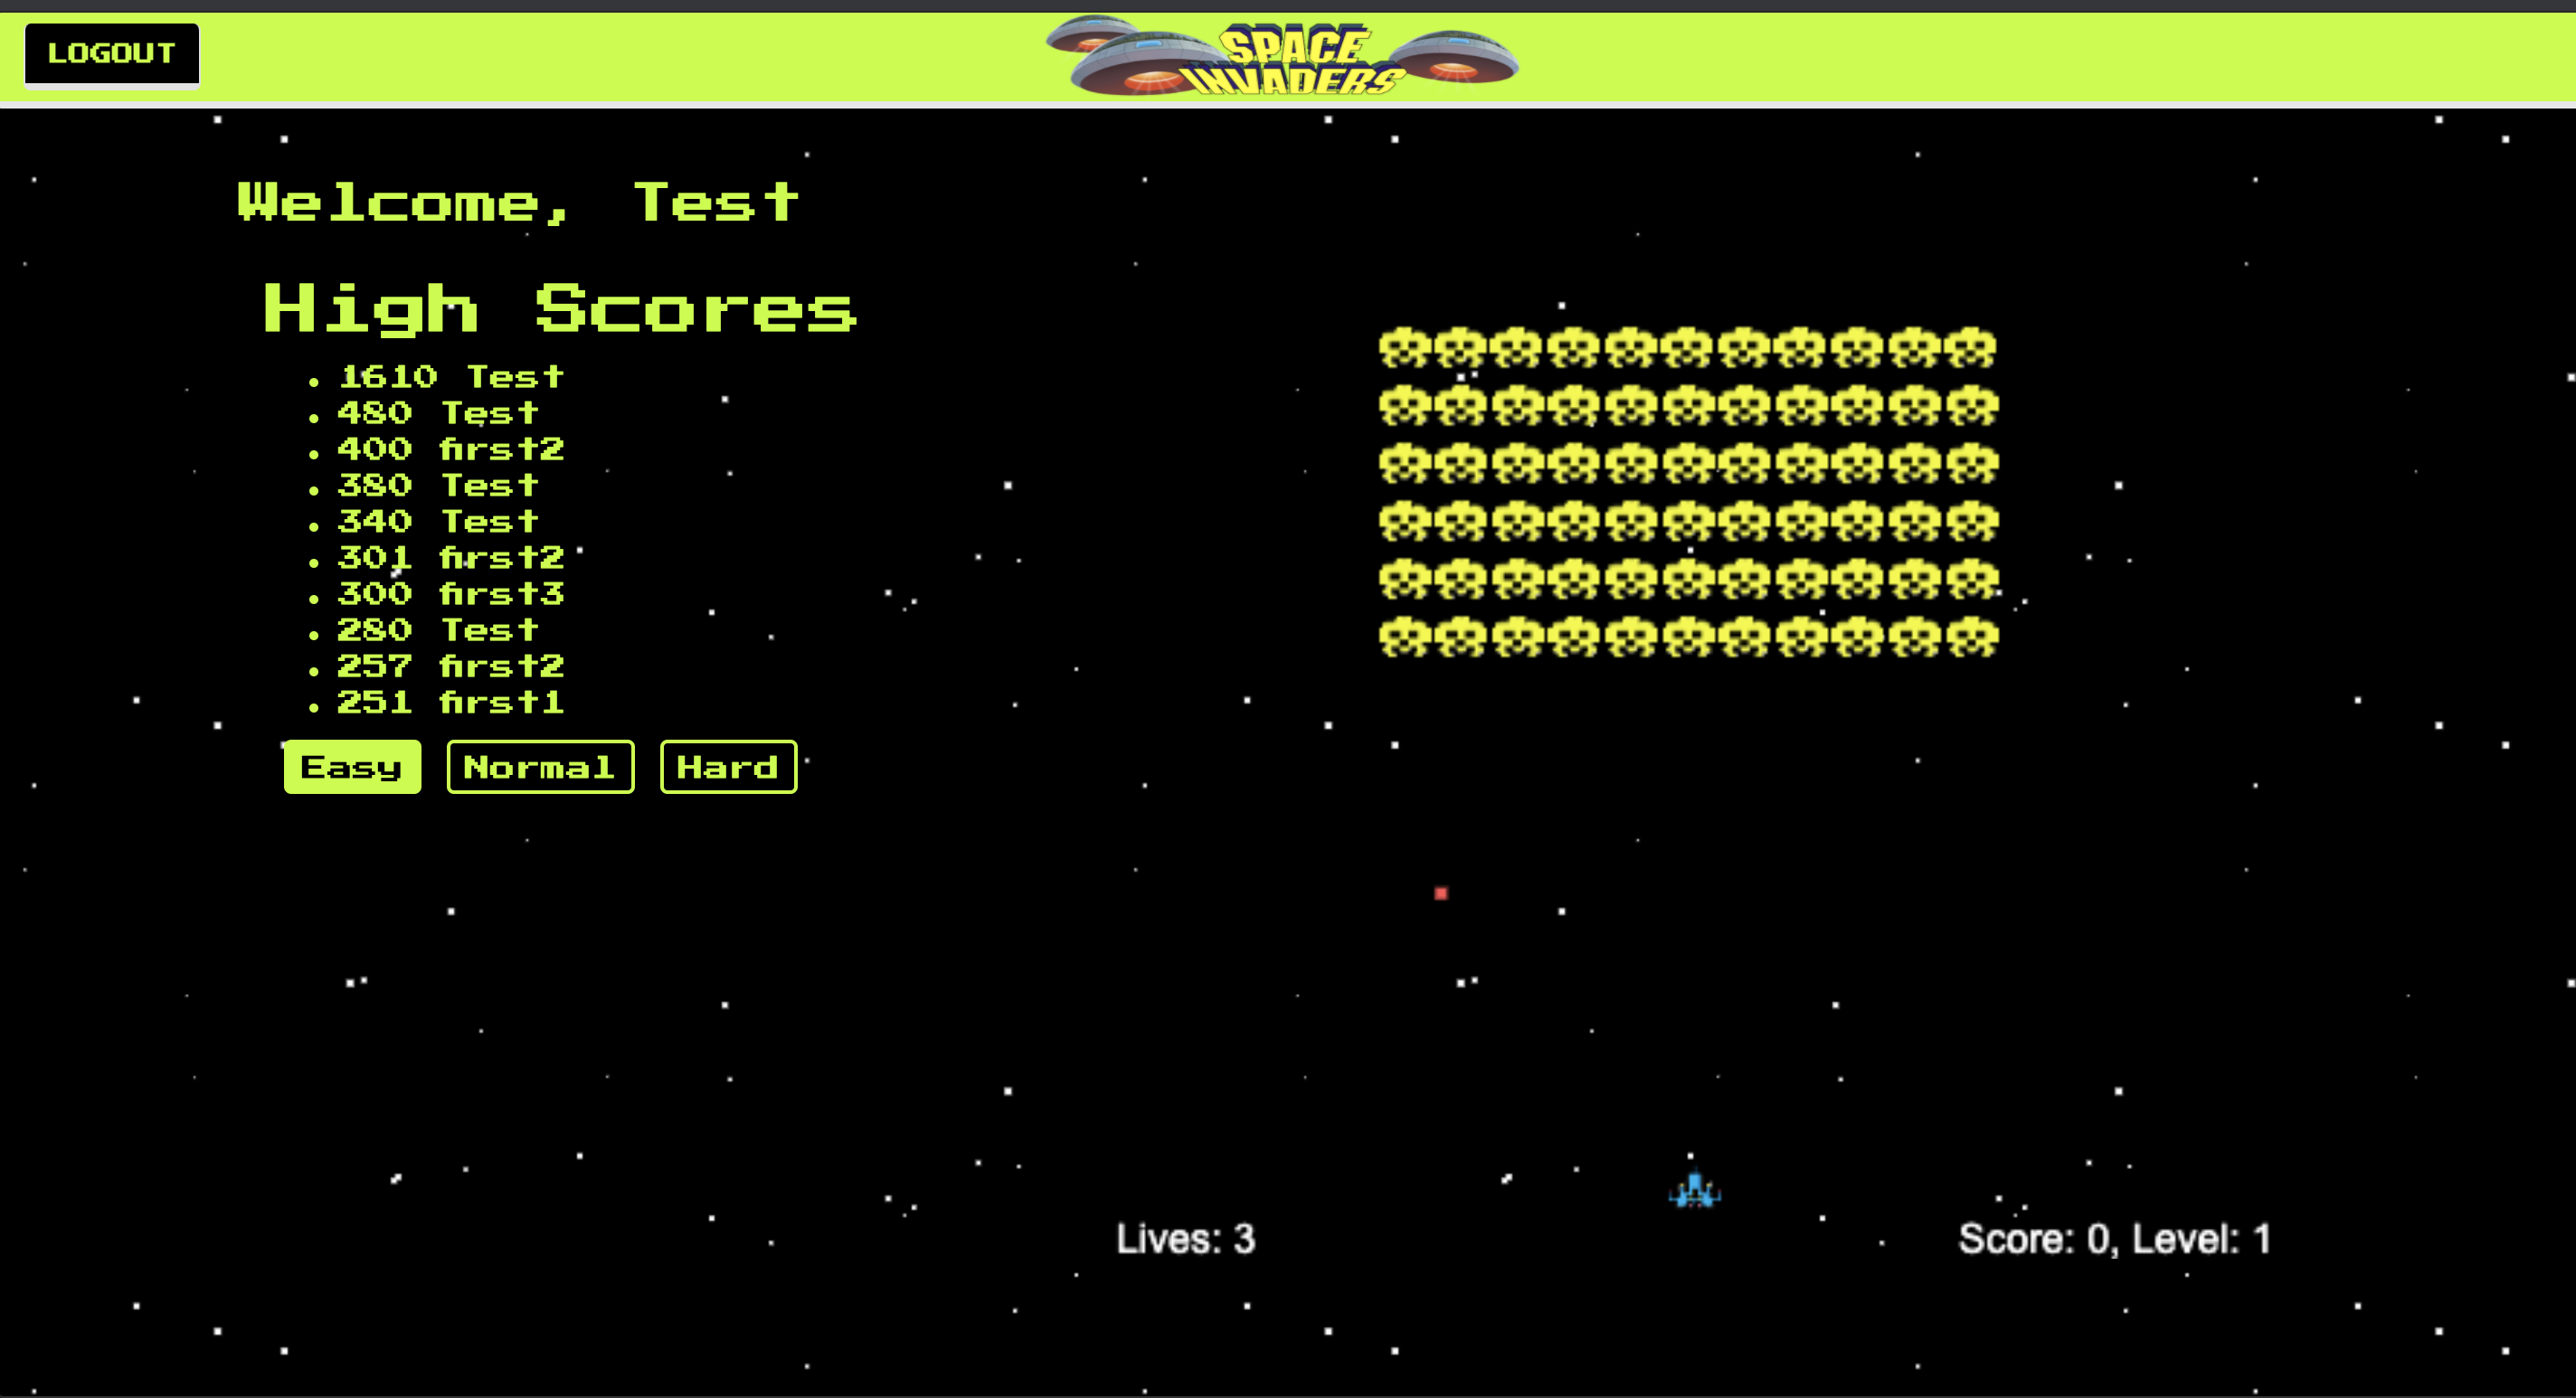 LOGOUT
SPACE
INVADERS
Welcome, Test
High Scores
1610 Test
480 Test
400 first2
380 Test
340 Test
301 first2
300 first3
280 Test
257 first2
251 first1
Easy Normal Hard
Lives: 3
Score: 0, Level: 1